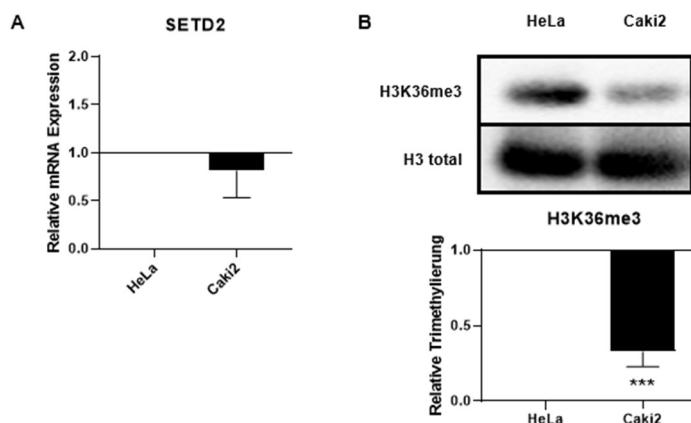 A
SETD2
Relative mRNA Expression
2.0
1.5
1.0
0.5
0.0
HeLa
Caki2
B
HeLa Caki2
H3K36me3
H3 total
H3K36me3
Relative Trimethylierung
1.0
0.5
0.0
***
HeLa Caki2